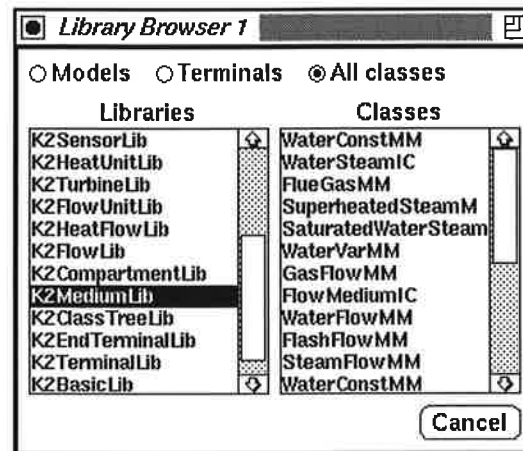 Library Browser 1
Models Terminals All classes
Libraries
K2SensorLib
K2HeatUnitLib
K2TurbineLib
K2FlowUnitLib
K2HeatFlowLib
K2FlowLib
K2CompartmentLib
K2MediumLib
K2ClassTreeLib
K2EndTerminalLib
K2TerminalLib
K2BasicLib
Classes
WaterConstMM
WaterSteamIC
FlueGasMM
SuperheatedSteamM
SaturatedWaterSteam
WaterVarMM
GasFlowMM
FlowMediumIC
WaterFlowMM
FlashFlowMM
SteamFlowMM
WaterConstMM
Cancel